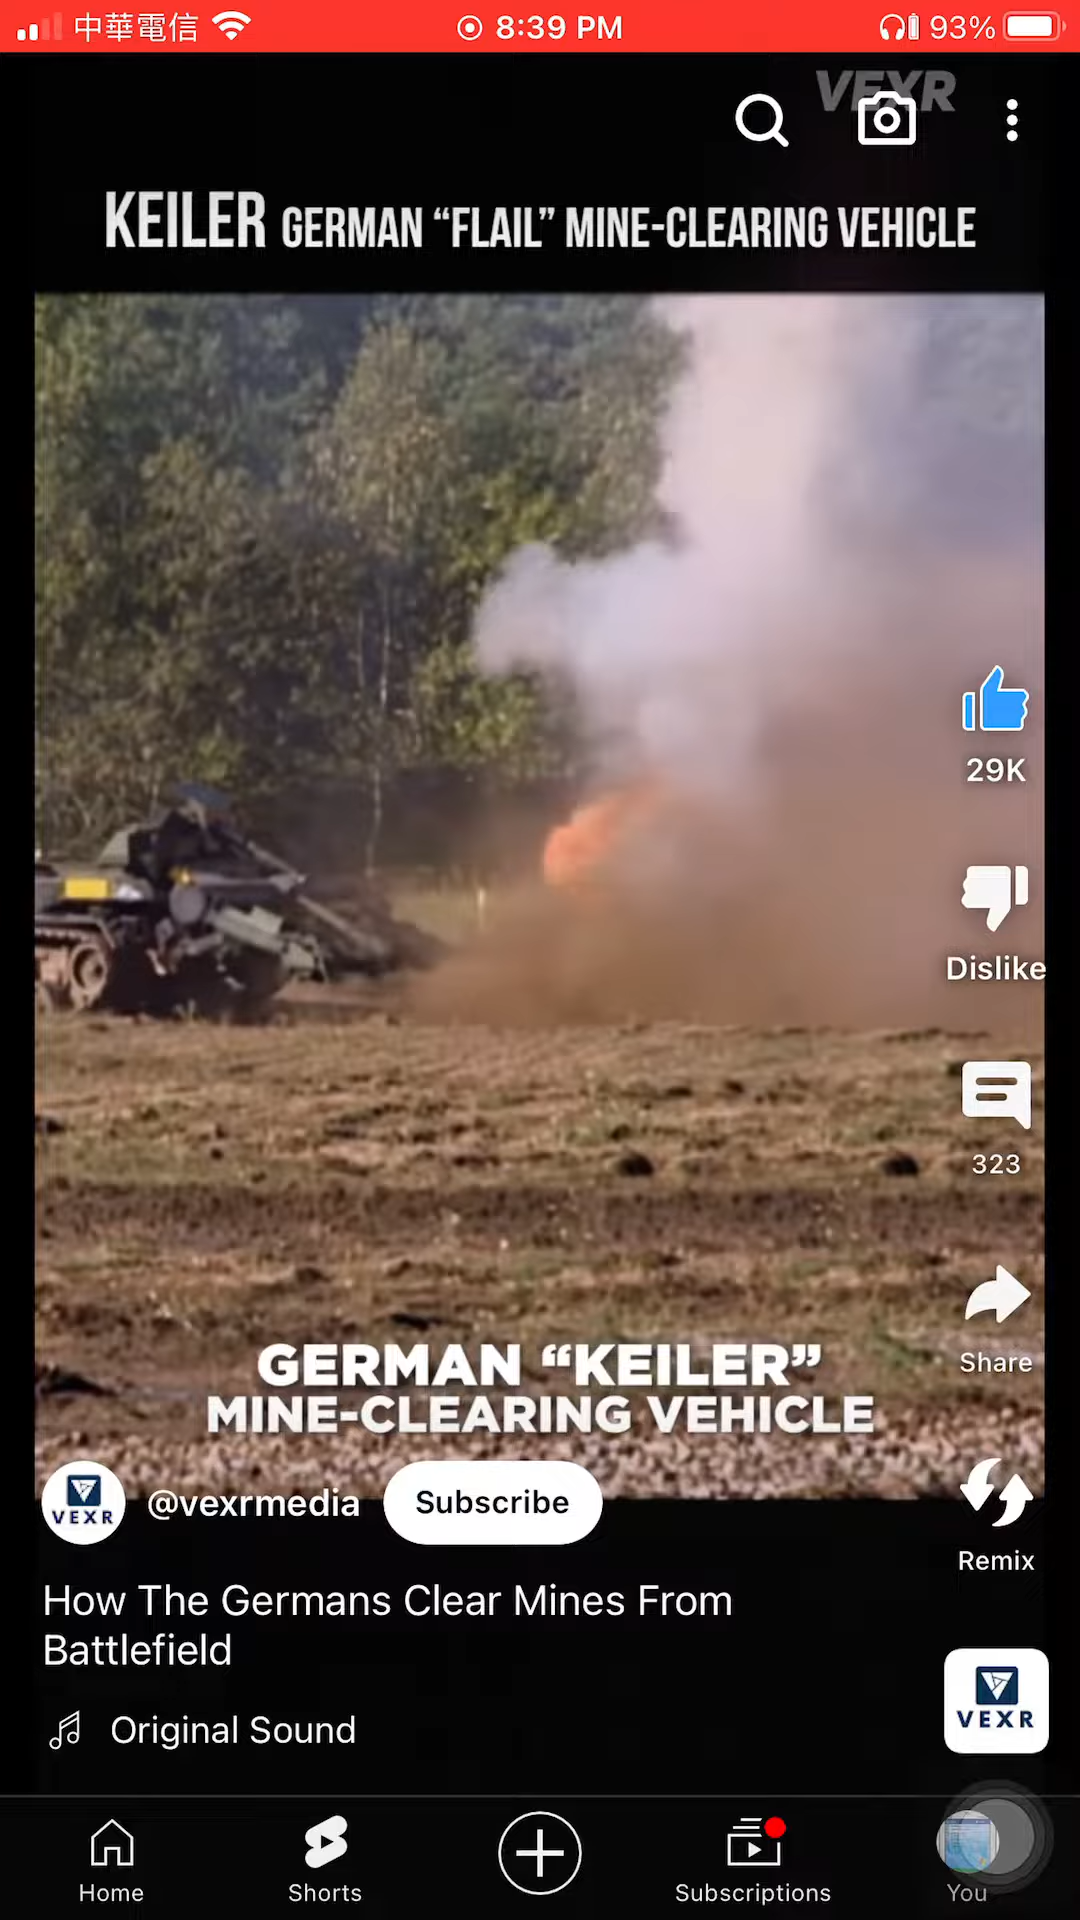 中華電信
8:39 PM
93%
VEXR
KEILER GERMAN “FLAIL” MINE-CLEARING VEHICLE
29K
Dislike
323
Share
GERMAN “KEILER”
MINE-CLEARING VEHICLE
VEXR
@vexrmedia
Subscribe
Remix
How The Germans Clear Mines From
Battlefield
VEXR
Original Sound
Home
Shorts
Subscriptions
You